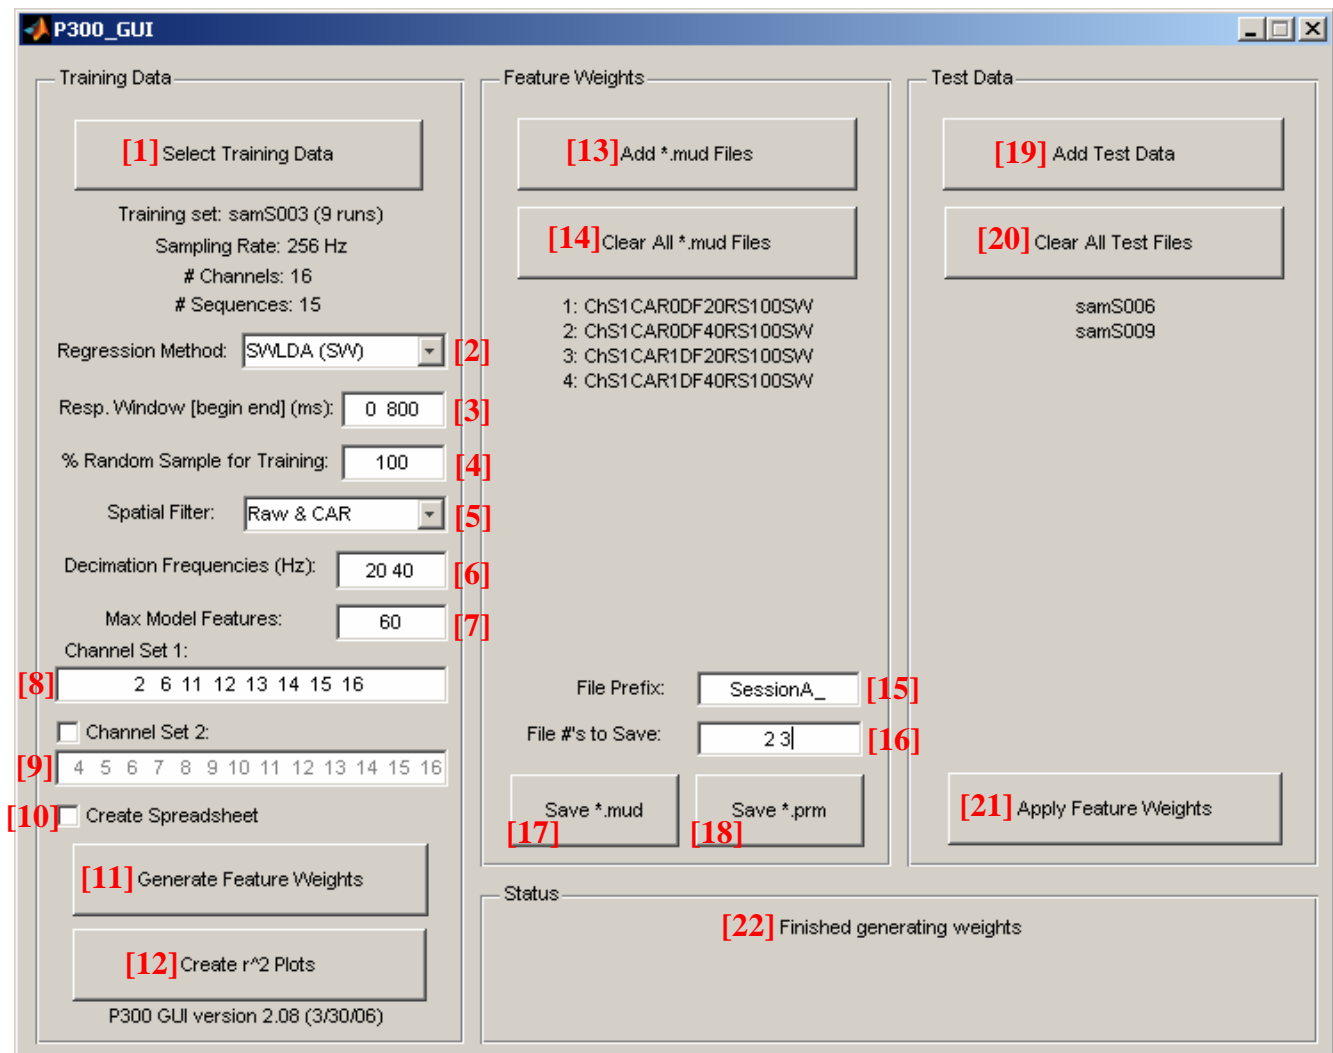 P300_GUI
Training Data
[1] Select Training Data
Training set: samS003 (9 runs)
Sampling Rate: 256 Hz
# Channels: 16
# Sequences: 15
Regression Method: SWLDA (SW) [2]
Resp. Window [begin end] (ms): 0 800 [3]
% Random Sample for Training: 100 [4]
Spatial Filter: Raw & CAR [5]
Decimation Frequencies (Hz): 20 40 [6]
Max Model Features: 60 [7]
Channel Set 1:
[8] 2 6 11 12 13 14 15 16
Channel Set 2:
[9] 4 5 6 7 8 9 10 11 12 13 14 15 16
[10] Create Spreadsheet
[11] Generate Feature Weights
[12] Create r^2 Plots
P300 GUI version 2.08 (3/30/06)
Feature Weights
[13] Add *.mud Files
[14] Clear All *.mud Files
1: ChS1CAR0DF20RS100SW
2: ChS1CAR0DF40RS100SW
3: ChS1CAR1DF20RS100SW
4: ChS1CAR1DF40RS100SW
File Prefix: SessionA_ [15]
File #'s to Save: 2 3 [16]
Save *.mud [17]
Save *.prm [18]
Test Data
[19] Add Test Data
[20] Clear All Test Files
samS006
samS009
[21] Apply Feature Weights
Status
[22] Finished generating weights